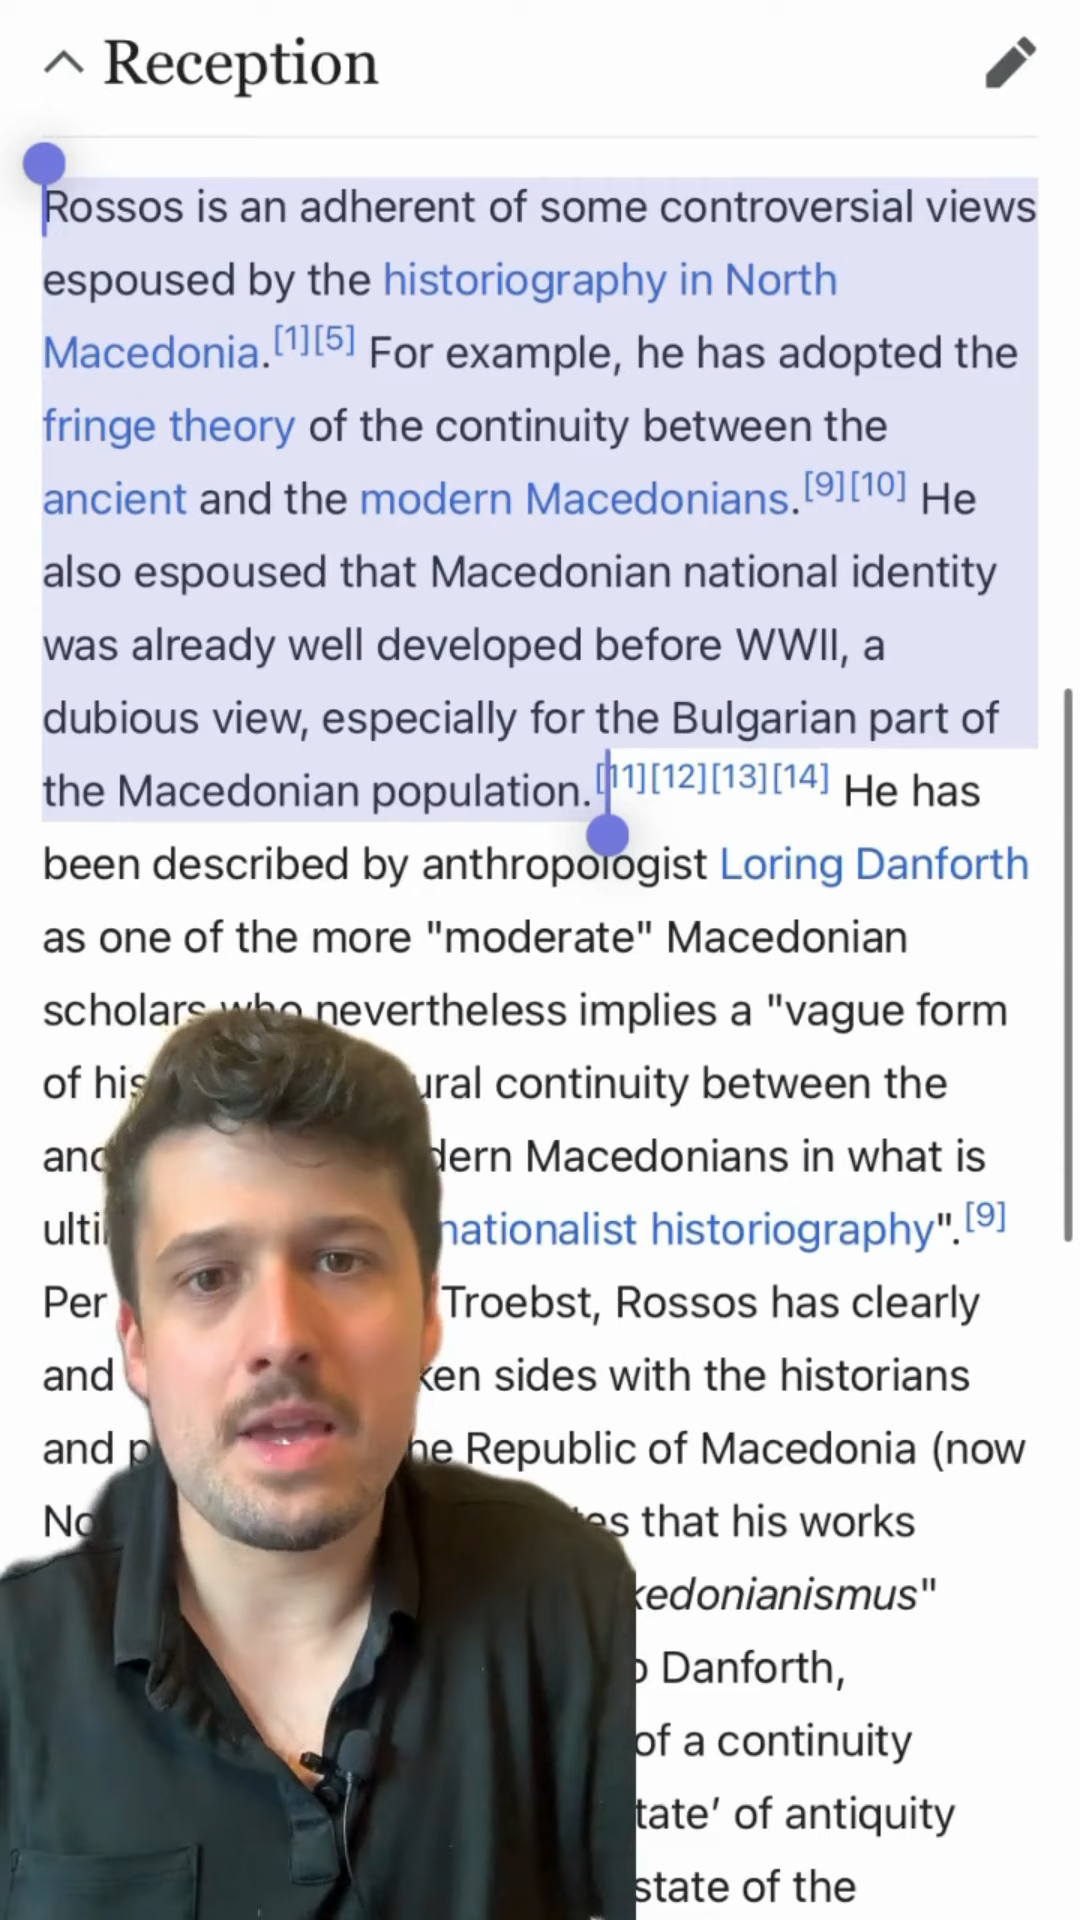 Reception
Rossos is an adherent of some controversial views
espoused by the historiography in North
Macedonia.[1][5] For example, he has adopted the
fringe theory of the continuity between the
ancient and the modern Macedonians.[9][10] He
also espoused that Macedonian national identity
was already well developed before WWII, a
dubious view, especially for the Bulgarian part of
the Macedonian population.[11][12][13][14] He has
been described by anthropologist Loring Danforth
as one of the more "moderate" Macedonian
scholars who nevertheless implies a "vague form
of his ural continuity between the
anc dern Macedonians in what is
ulti nationalist historiography".[9]
Per Troebst, Rossos has clearly
and ken sides with the historians
and p he Republic of Macedonia (now
No tes that his works
kedonianismus"
o Danforth,
of a continuity
tate’ of antiquity
state of the